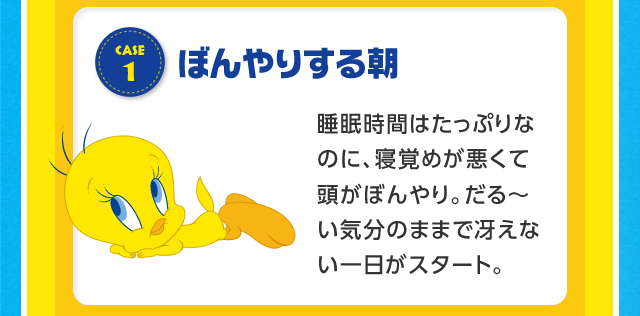 CASE
1
ぼんやりする朝
睡眠時間はたっぷりな
のに、寝覚めが悪くて
頭がぼんやり。だる〜
い気分のままで冴えな
い一日がスタート。